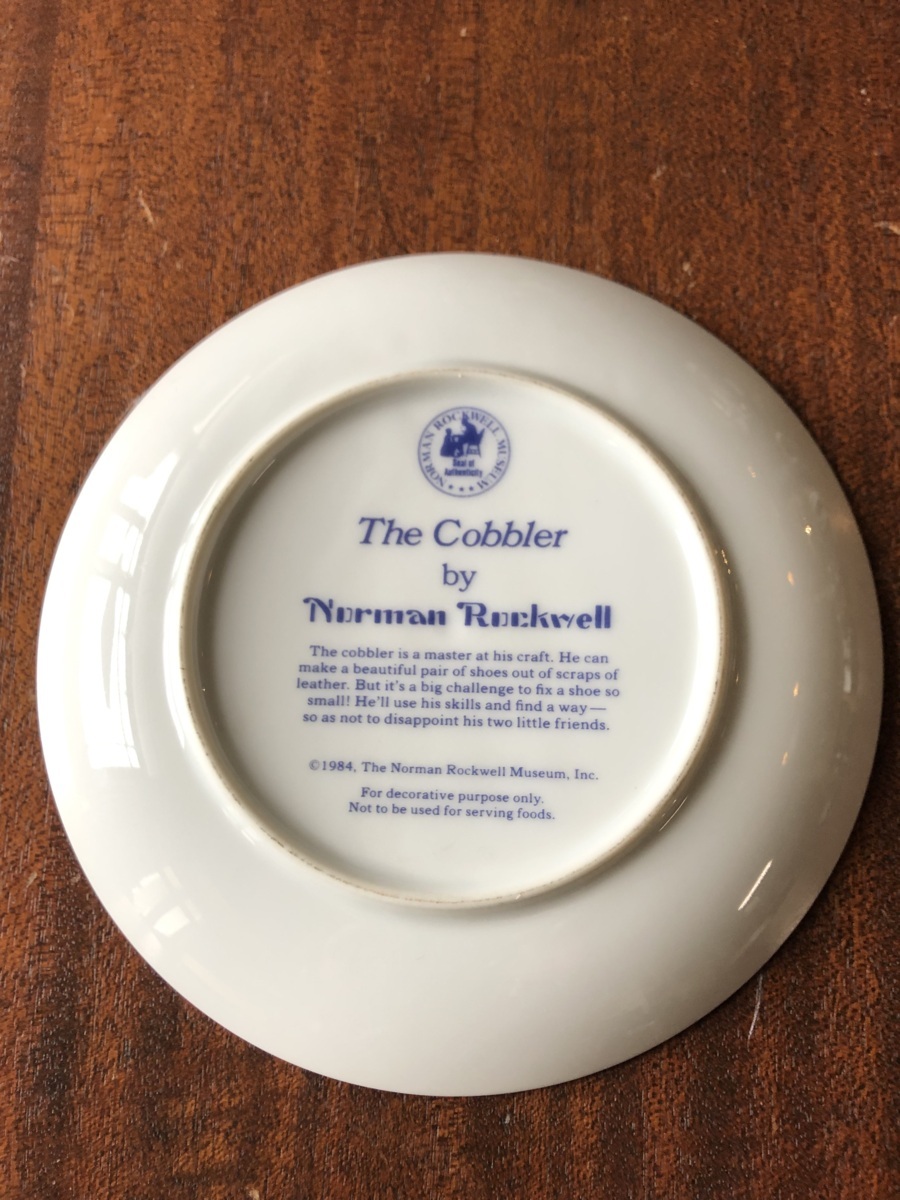 NORMAN ROCKWELL MUSEUM
Seal of
Authenticity
The Cobbler
by
Norman Rockwell
The cobbler is a master at his craft. He can
make a beautiful pair of shoes out of scraps of
leather. But it's a big challenge to fix a shoe so
small! He'll use his skills and find a way—
so as not to disappoint his two little friends.
©1984, The Norman Rockwell Museum, Inc.
For decorative purpose only.
Not to be used for serving foods.